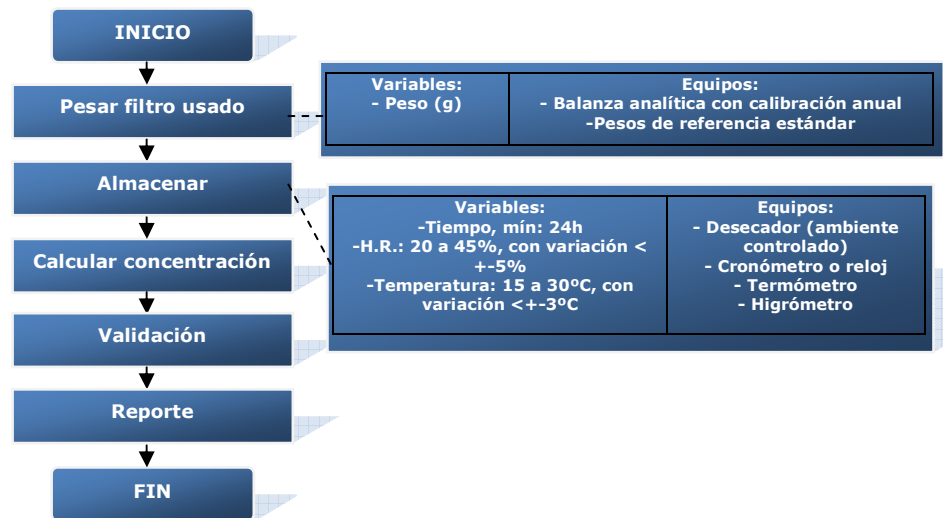 INICIO
Pesar filtro usado
Variables:
- Peso (g)
Equipos:
- Balanza analítica con calibración anual
-Pesos de referencia estándar
Almacenar
Variables:
-Tiempo, mín: 24h
-H.R.: 20 a 45%, con variación <
+-5%
-Temperatura: 15 a 30ºC, con
variación <+-3ºC
Equipos:
- Desecador (ambiente
controlado)
- Cronómetro o reloj
- Termómetro
- Higrómetro
Calcular concentración
Validación
Reporte
FIN